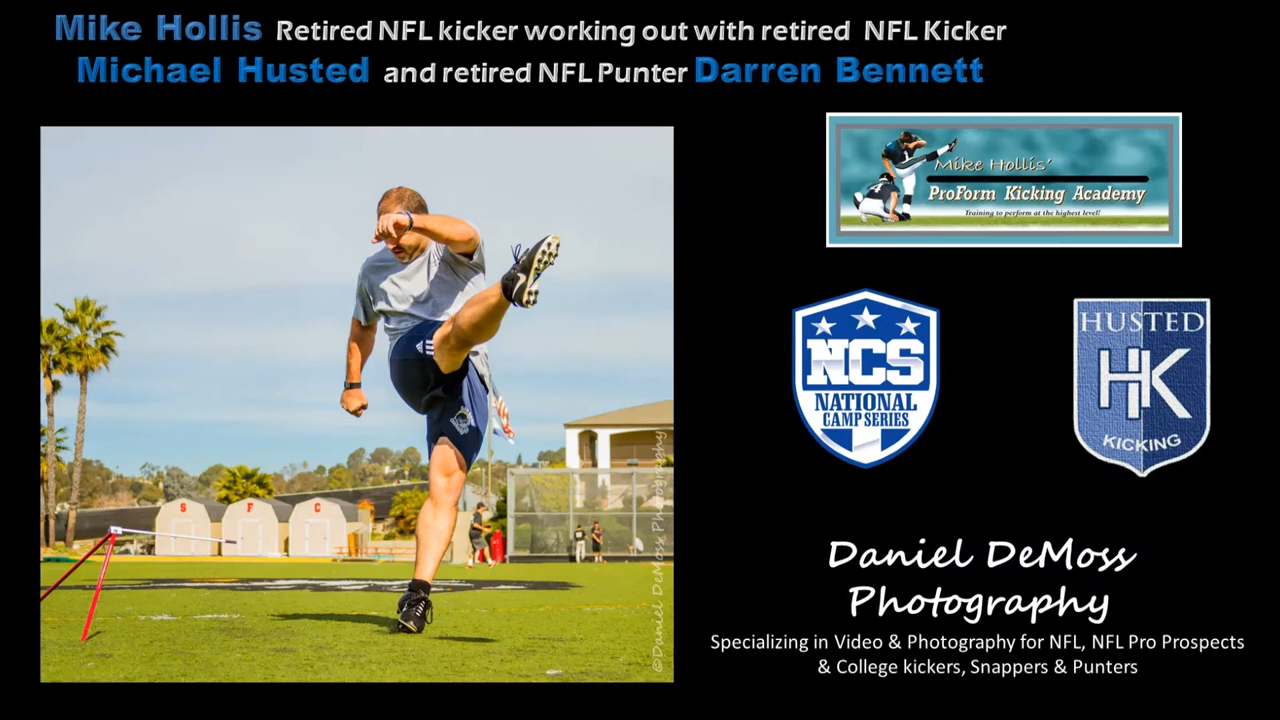 Mike Hollis Retired NFL kicker working out with retired NFL Kicker
Michael Husted and retired NFL Punter Darren Bennett
Mike Hollis'
ProForm Kicking Academy
Training to perform at the highest level!
NCS
NATIONAL
CAMP SERIES
HUSTED
HK
KICKING
S F C
©Daniel DeMoss Photography
Daniel DeMoss
Photography
Specializing in Video & Photography for NFL, NFL Pro Prospects
& College kickers, Snappers & Punters